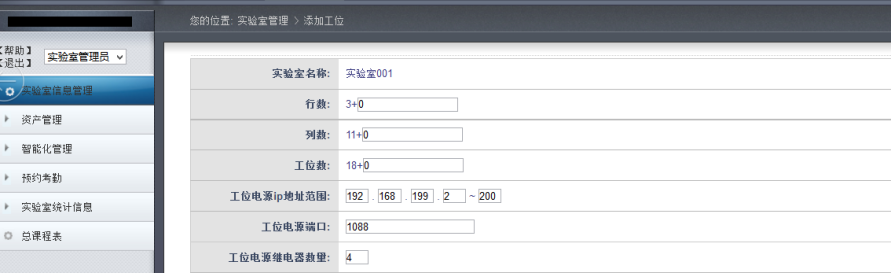 您的位置: 实验室管理 > 添加工位
【帮助】
【退出】
实验室管理员
实验室信息管理
资产管理
智能化管理
预约考勤
实验室统计信息
总课程表
实验室名称: 实验室001
行数: 3+0
列数: 11+0
工位数: 18+0
工位电源ip地址范围: 192 . 168 . 199 . 2 ~ 200
工位电源端口: 1088
工位电源继电器数量: 4